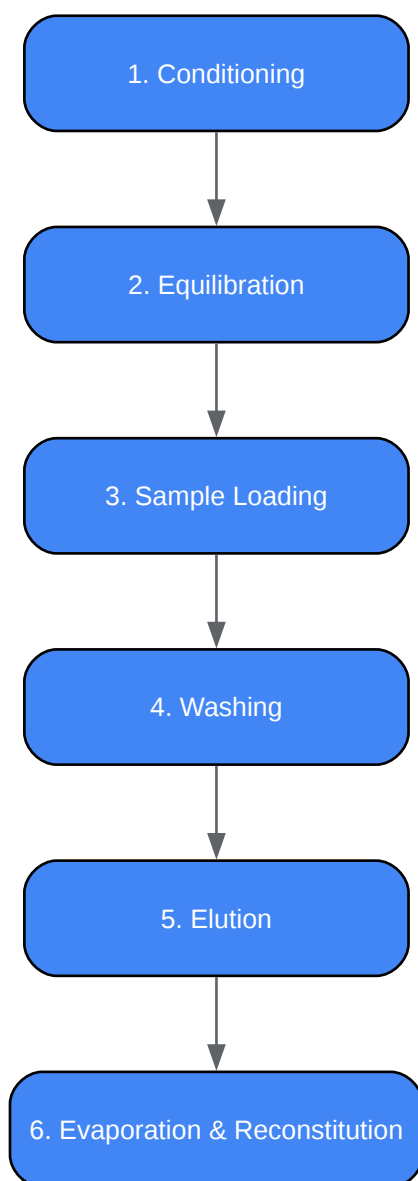 1. Conditioning
2. Equilibration
3. Sample Loading
4. Washing
5. Elution
6. Evaporation & Reconstitution